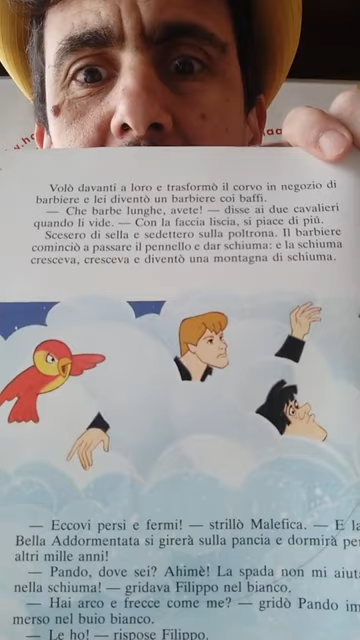 Volò davanti a loro e trasformò il corvo in negozio di
barbiere e lei diventò un barbiere coi baffi.
— Che barbe lunghe, avete! — disse ai due cavalieri
quando li vide. — Con la faccia liscia, si piace di più.
Scesero di sella e sedettero sulla poltrona. Il barbiere
cominciò a passare il pennello e dar schiuma: e la schiuma
cresceva, cresceva e diventò una montagna di schiuma.
— Eccovi persi e fermi! — strillò Malefica. — E la
Bella Addormentata si girerà sulla pancia e dormirà per
altri mille anni!
— Pando, dove sei? Ahimè! La spada non mi aiut
nella schiuma! — gridava Filippo nel bianco.
— Hai arco e frecce come me? — gridò Pando im
merso nel buio bianco.
— Le ho! — rispose Filippo.